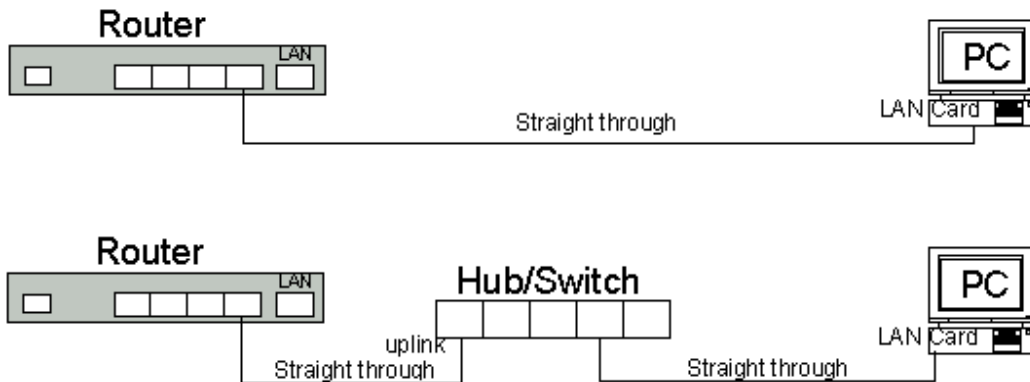 Router
LAN
PC
LAN Card
Straight through
Router
LAN
Hub/Switch
PC
uplink
LAN Card
Straight through
Straight through